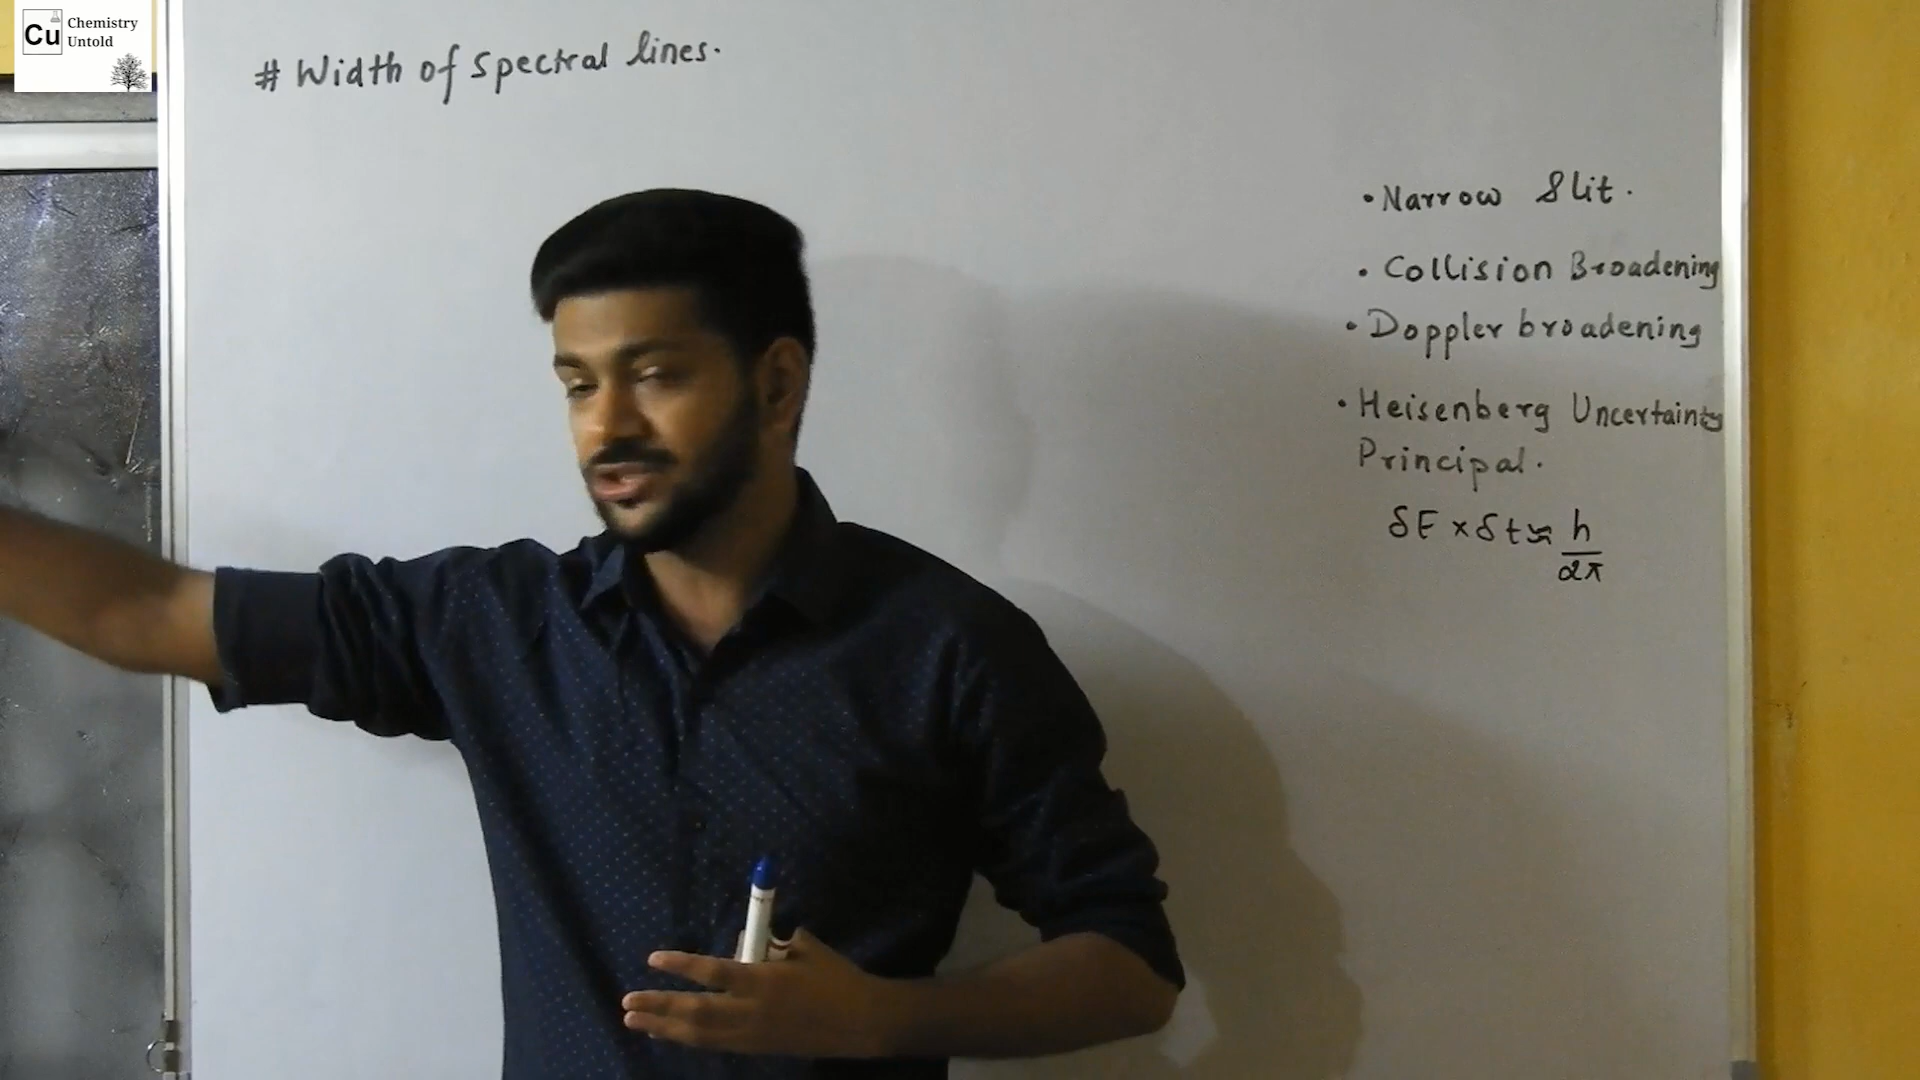 Cu Chemistry
Untold
# Width of spectral lines.
• Narrow Slit.
• Collision Broadening
• Doppler broadening
• Heisenberg Uncertainty
Principal.
δE × δt ≈ h/2π